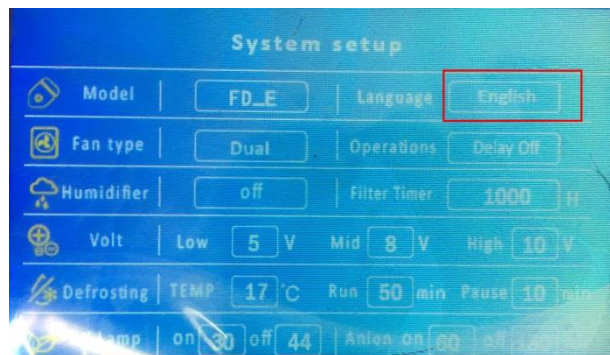 System setup
Model FD_E Language English
Fan type Dual Operations Delay Off
Humidifier off Filter Timer 1000 H
Volt Low 5 V Mid 8 V High 10 V
Defrosting TEMP 17 °C Run 50 min Pause 10 min
on 30 off 44 Anion on 60 off